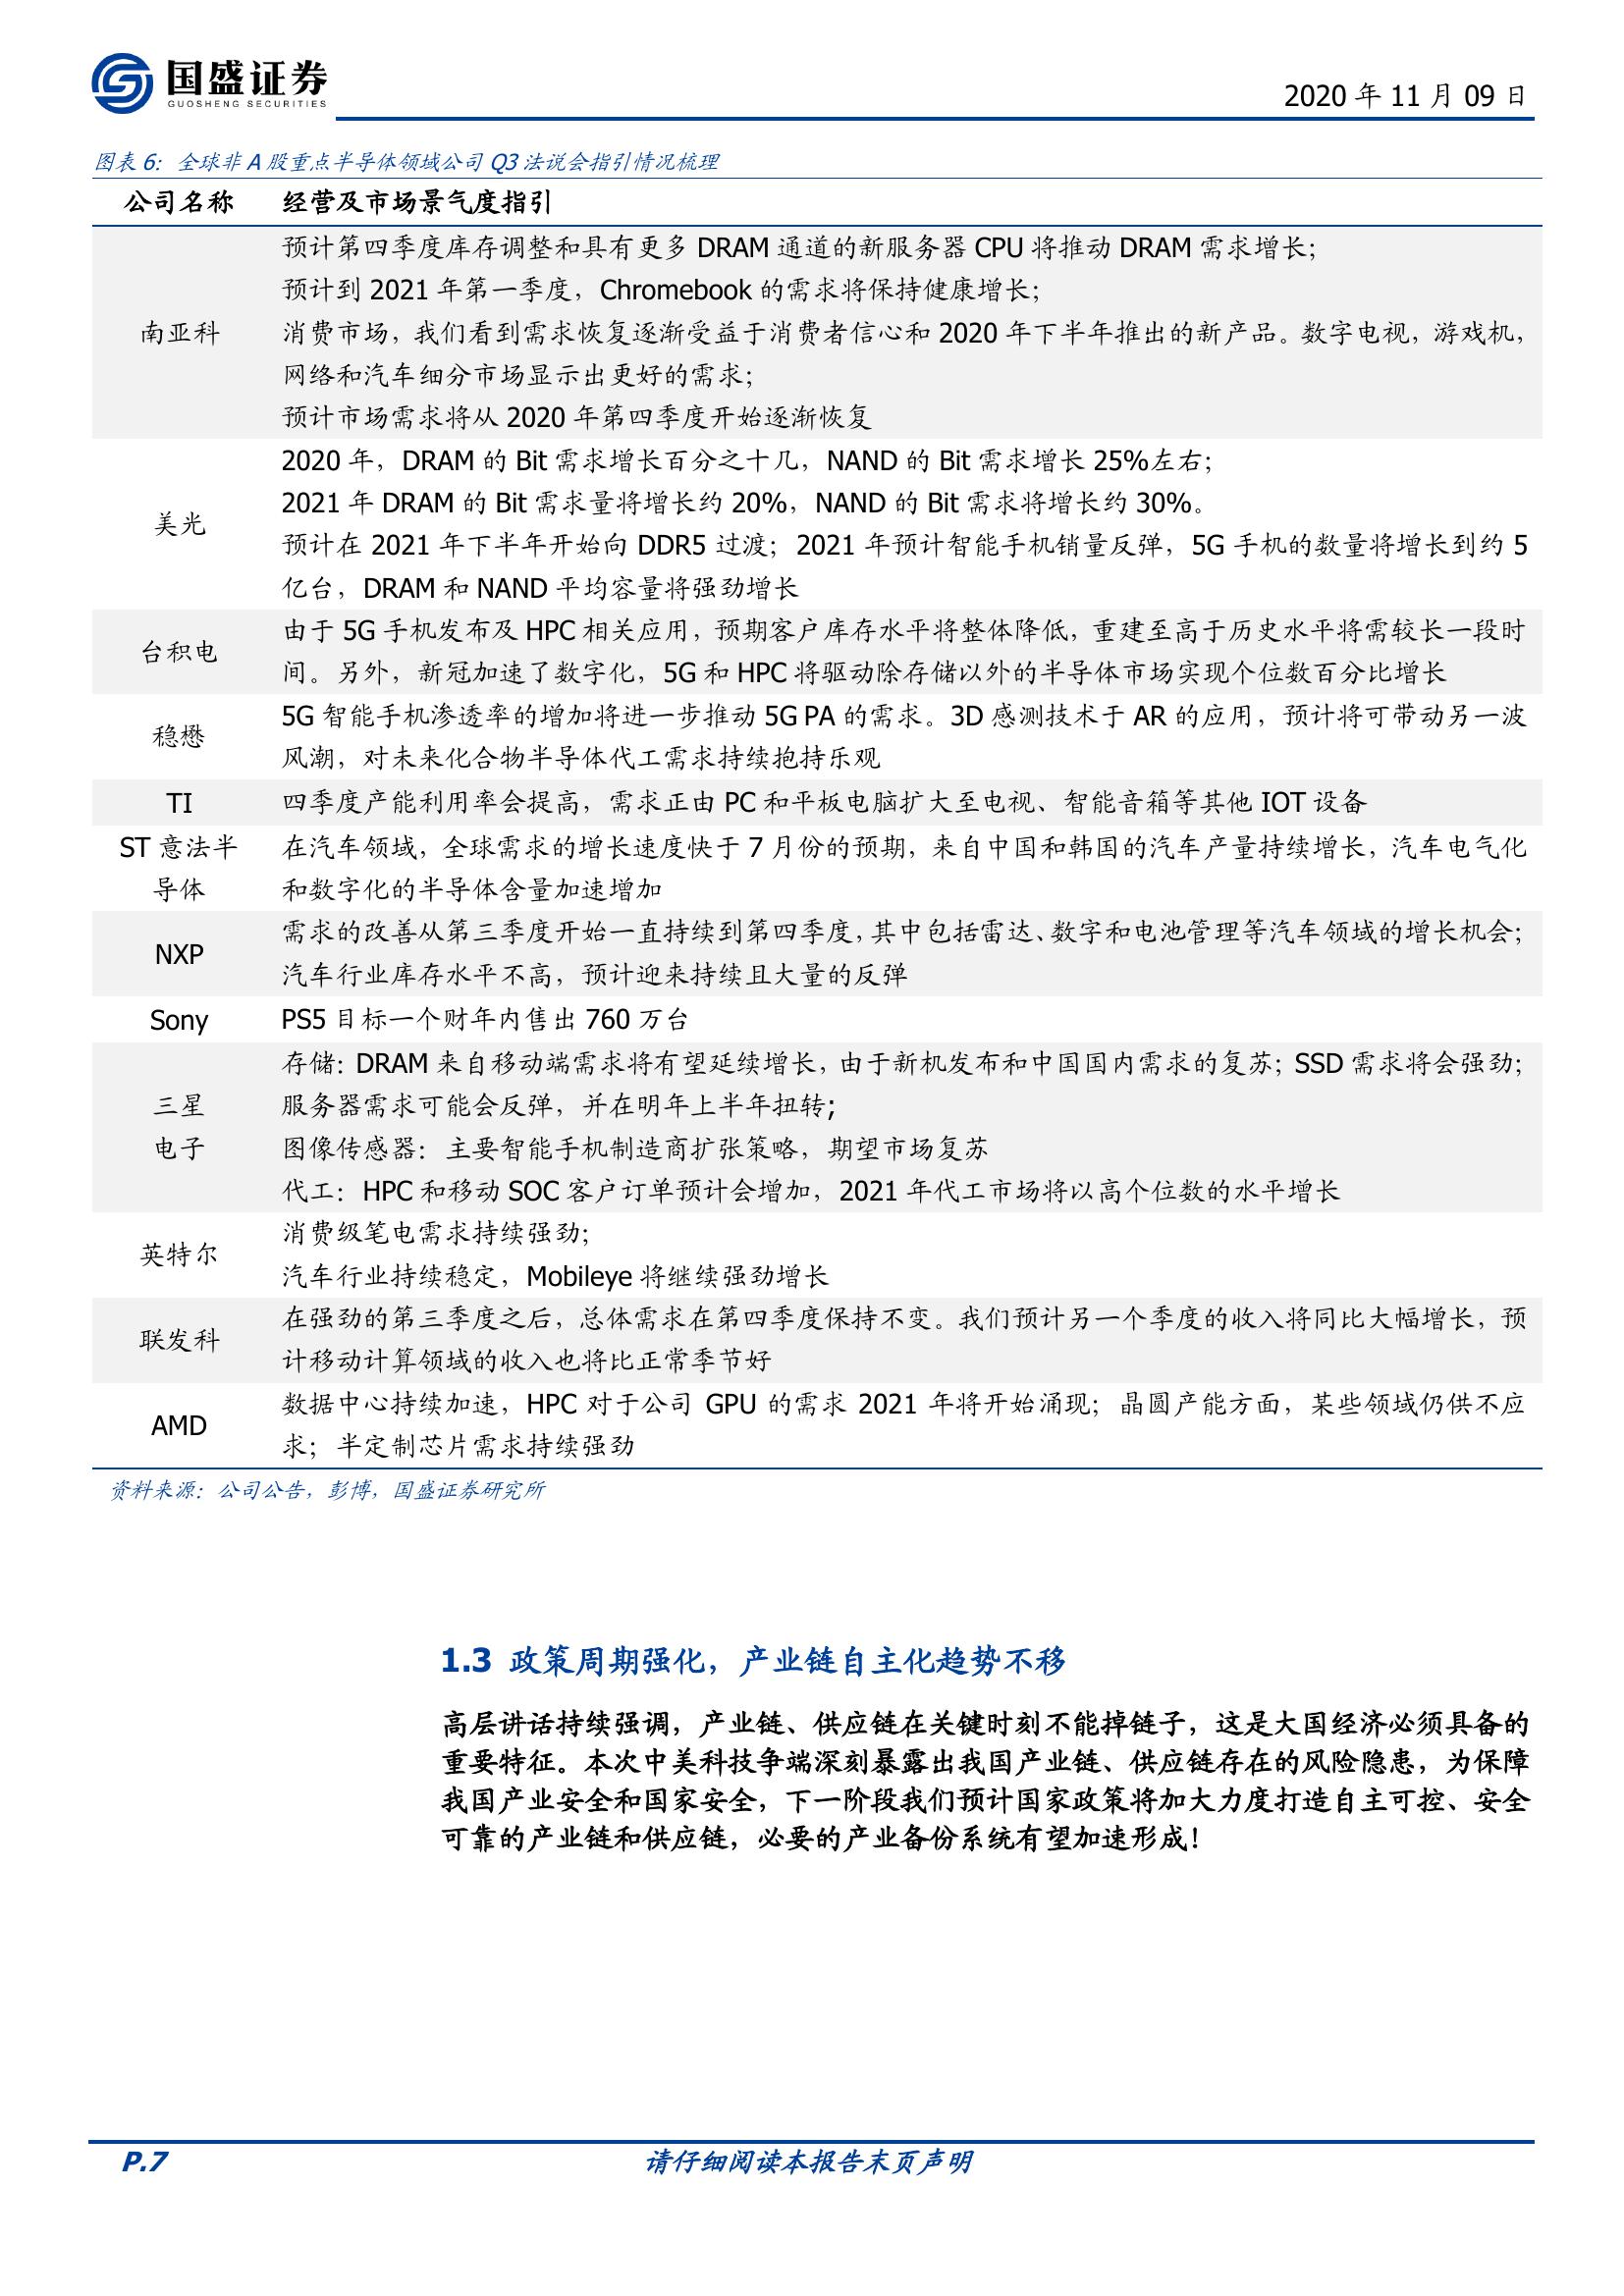 国盛证券
GUOSHENG SECURITIES
2020 年 11 月 09 日
图表 6：全球非 A 股重点半导体领域公司 Q3 法说会指引情况梳理
公司名称 经营及市场景气度指引
南亚科
预计第四季度库存调整和具有更多 DRAM 通道的新服务器 CPU 将推动 DRAM 需求增长；
预计到 2021 年第一季度，Chromebook 的需求将保持健康增长；
消费市场，我们看到需求恢复逐渐受益于消费者信心和 2020 年下半年推出的新产品。数字电视，游戏机，
网络和汽车细分市场显示出更好的需求；
预计市场需求将从 2020 年第四季度开始逐渐恢复
美光
2020 年，DRAM 的 Bit 需求增长百分之十几，NAND 的 Bit 需求增长 25%左右；
2021 年 DRAM 的 Bit 需求量将增长约 20%，NAND 的 Bit 需求将增长约 30%。
预计在 2021 年下半年开始向 DDR5 过渡；2021 年预计智能手机销量反弹，5G 手机的数量将增长到约 5
亿台，DRAM 和 NAND 平均容量将强劲增长
台积电
由于 5G 手机发布及 HPC 相关应用，预期客户库存水平将整体降低，重建至高于历史水平将需较长一段时
间。另外，新冠加速了数字化，5G 和 HPC 将驱动除存储以外的半导体市场实现个位数百分比增长
稳懋
5G 智能手机渗透率的增加将进一步推动 5G PA 的需求。3D 感测技术于 AR 的应用，预计将可带动另一波
风潮，对未来化合物半导体代工需求持续抱持乐观
TI
四季度产能利用率会提高，需求正由 PC 和平板电脑扩大至电视、智能音箱等其他 IOT 设备
ST 意法半
导体
在汽车领域，全球需求的增长速度快于 7 月份的预期，来自中国和韩国的汽车产量持续增长，汽车电气化
和数字化的半导体含量加速增加
NXP
需求的改善从第三季度开始一直持续到第四季度，其中包括雷达、数字和电池管理等汽车领域的增长机会；
汽车行业库存水平不高，预计迎来持续且大量的反弹
Sony
PS5 目标一个财年内售出 760 万台
三星
电子
存储：DRAM 来自移动端需求将有望延续增长，由于新机发布和中国国内需求的复苏；SSD 需求将会强劲；
服务器需求可能会反弹，并在明年上半年扭转;
图像传感器：主要智能手机制造商扩张策略，期望市场复苏
代工：HPC 和移动 SOC 客户订单预计会增加，2021 年代工市场将以高个位数的水平增长
英特尔
消费级笔电需求持续强劲；
汽车行业持续稳定，Mobileye 将继续强劲增长
联发科
在强劲的第三季度之后，总体需求在第四季度保持不变。我们预计另一个季度的收入将同比大幅增长，预
计移动计算领域的收入也将比正常季节好
AMD
数据中心持续加速，HPC 对于公司 GPU 的需求 2021 年将开始涌现；晶圆产能方面，某些领域仍供不应
求；半定制芯片需求持续强劲
资料来源：公司公告，彭博，国盛证券研究所
1.3 政策周期强化，产业链自主化趋势不移
高层讲话持续强调，产业链、供应链在关键时刻不能掉链子，这是大国经济必须具备的
重要特征。本次中美科技争端深刻暴露出我国产业链、供应链存在的风险隐患，为保障
我国产业安全和国家安全，下一阶段我们预计国家政策将加大力度打造自主可控、安全
可靠的产业链和供应链，必要的产业备份系统有望加速形成！
P.7
请仔细阅读本报告末页声明